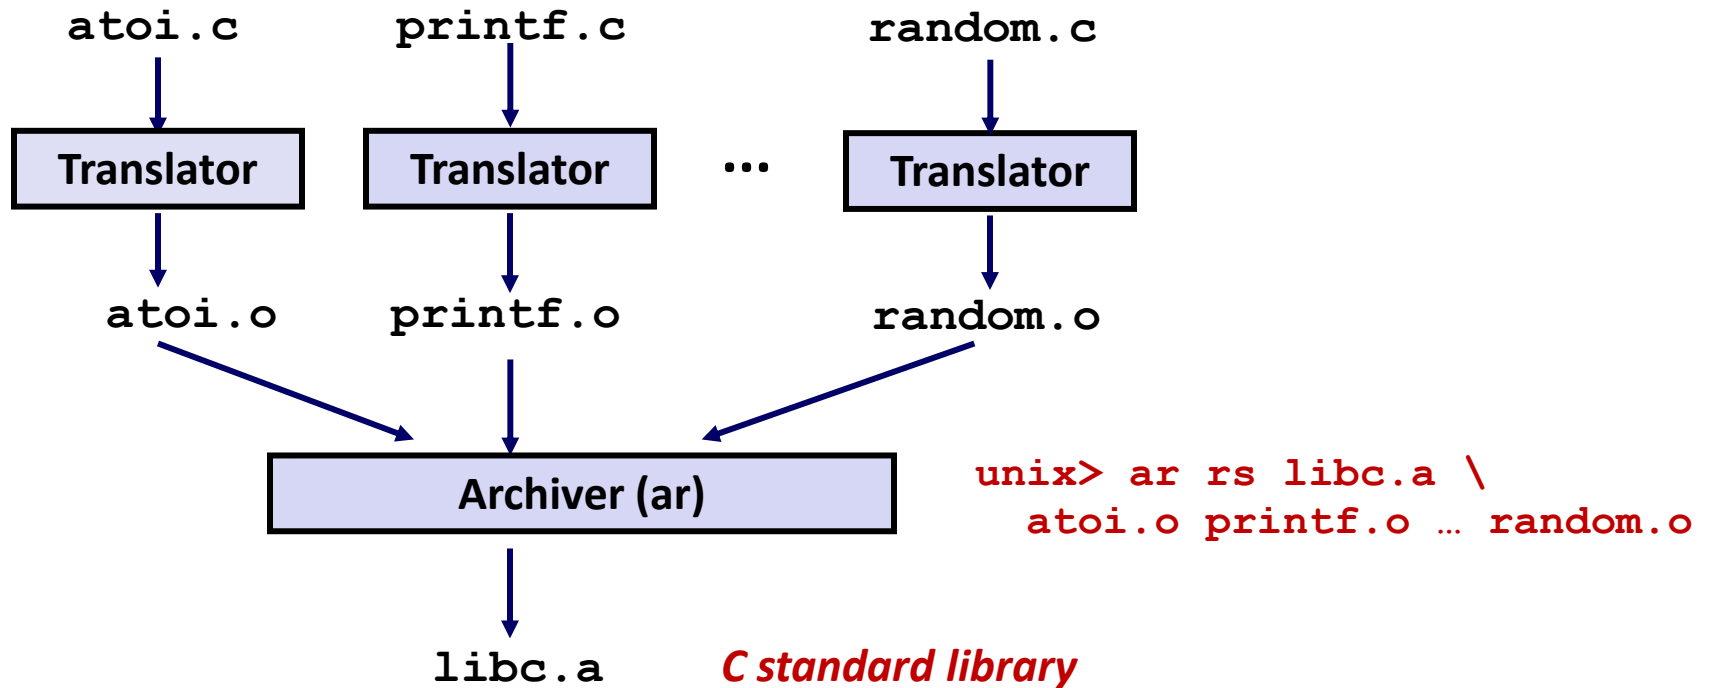 atoi.c printf.c random.c
Translator Translator ... Translator
atoi.o printf.o random.o
Archiver (ar)
unix> ar rs libc.a \
atoi.o printf.o … random.o
libc.a C standard library